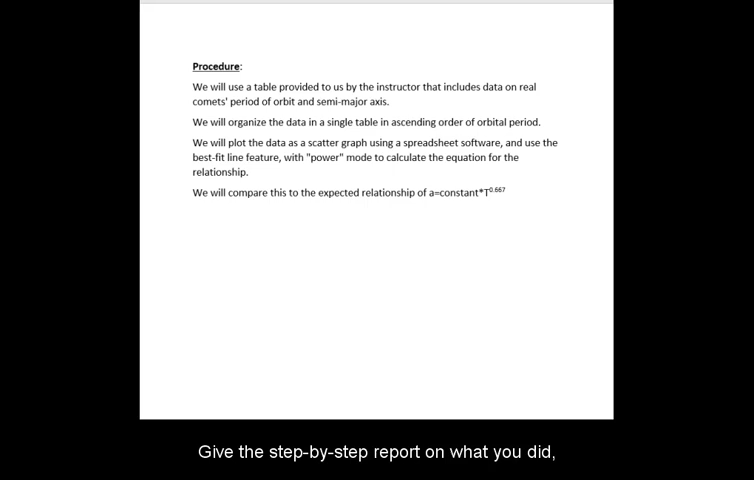 Procedure:
We will use a table provided to us by the instructor that includes data on real
comets' period of orbit and semi-major axis.
We will organize the data in a single table in ascending order of orbital period.
We will plot the data as a scatter graph using a spreadsheet software, and use the
best-fit line feature, with "power" mode to calculate the equation for the
relationship.
We will compare this to the expected relationship of a=constant*T^0.667
Give the step-by-step report on what you did,